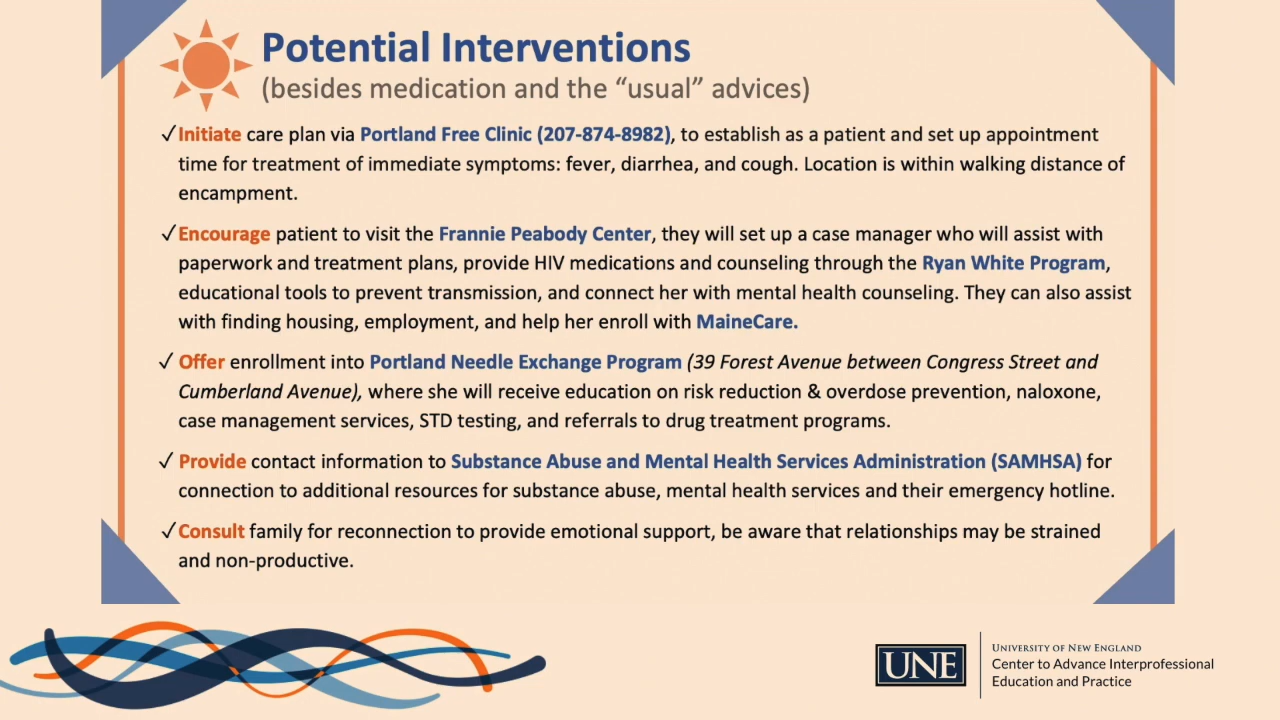 Potential Interventions
(besides medication and the “usual” advices)
✓Initiate care plan via Portland Free Clinic (207-874-8982), to establish as a patient and set up appointment
time for treatment of immediate symptoms: fever, diarrhea, and cough. Location is within walking distance of
encampment.
✓Encourage patient to visit the Frannie Peabody Center, they will set up a case manager who will assist with
paperwork and treatment plans, provide HIV medications and counseling through the Ryan White Program,
educational tools to prevent transmission, and connect her with mental health counseling. They can also assist
with finding housing, employment, and help her enroll with MaineCare.
✓ Offer enrollment into Portland Needle Exchange Program (39 Forest Avenue between Congress Street and
Cumberland Avenue), where she will receive education on risk reduction & overdose prevention, naloxone,
case management services, STD testing, and referrals to drug treatment programs.
✓ Provide contact information to Substance Abuse and Mental Health Services Administration (SAMHSA) for
connection to additional resources for substance abuse, mental health services and their emergency hotline.
✓Consult family for reconnection to provide emotional support, be aware that relationships may be strained
and non-productive.
UNE
UNIVERSITY OF NEW ENGLAND
Center to Advance Interprofessional
Education and Practice